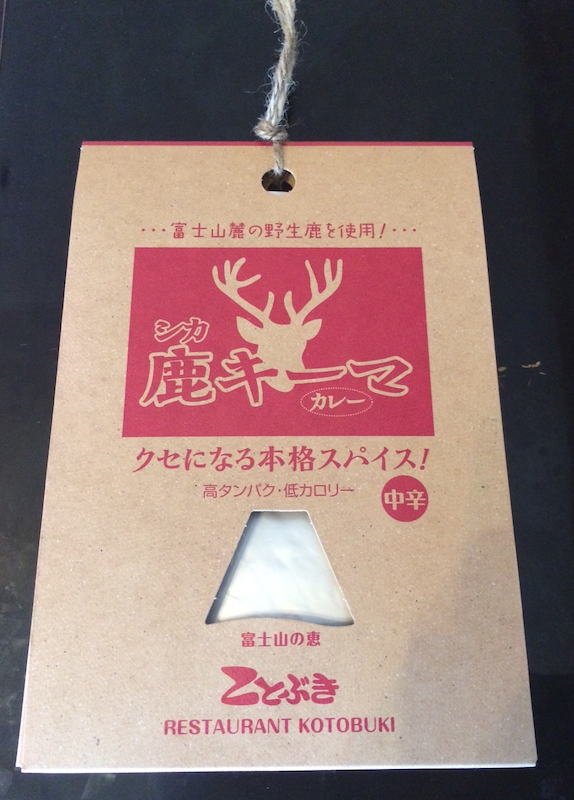 ・・・富士山麓の野生鹿を使用!・・・
シカ
鹿キーマ
カレー
クセになる本格スパイス!
高タンパク・低カロリー
中辛
富士山の恵
ことぶき
RESTAURANT KOTOBUKI